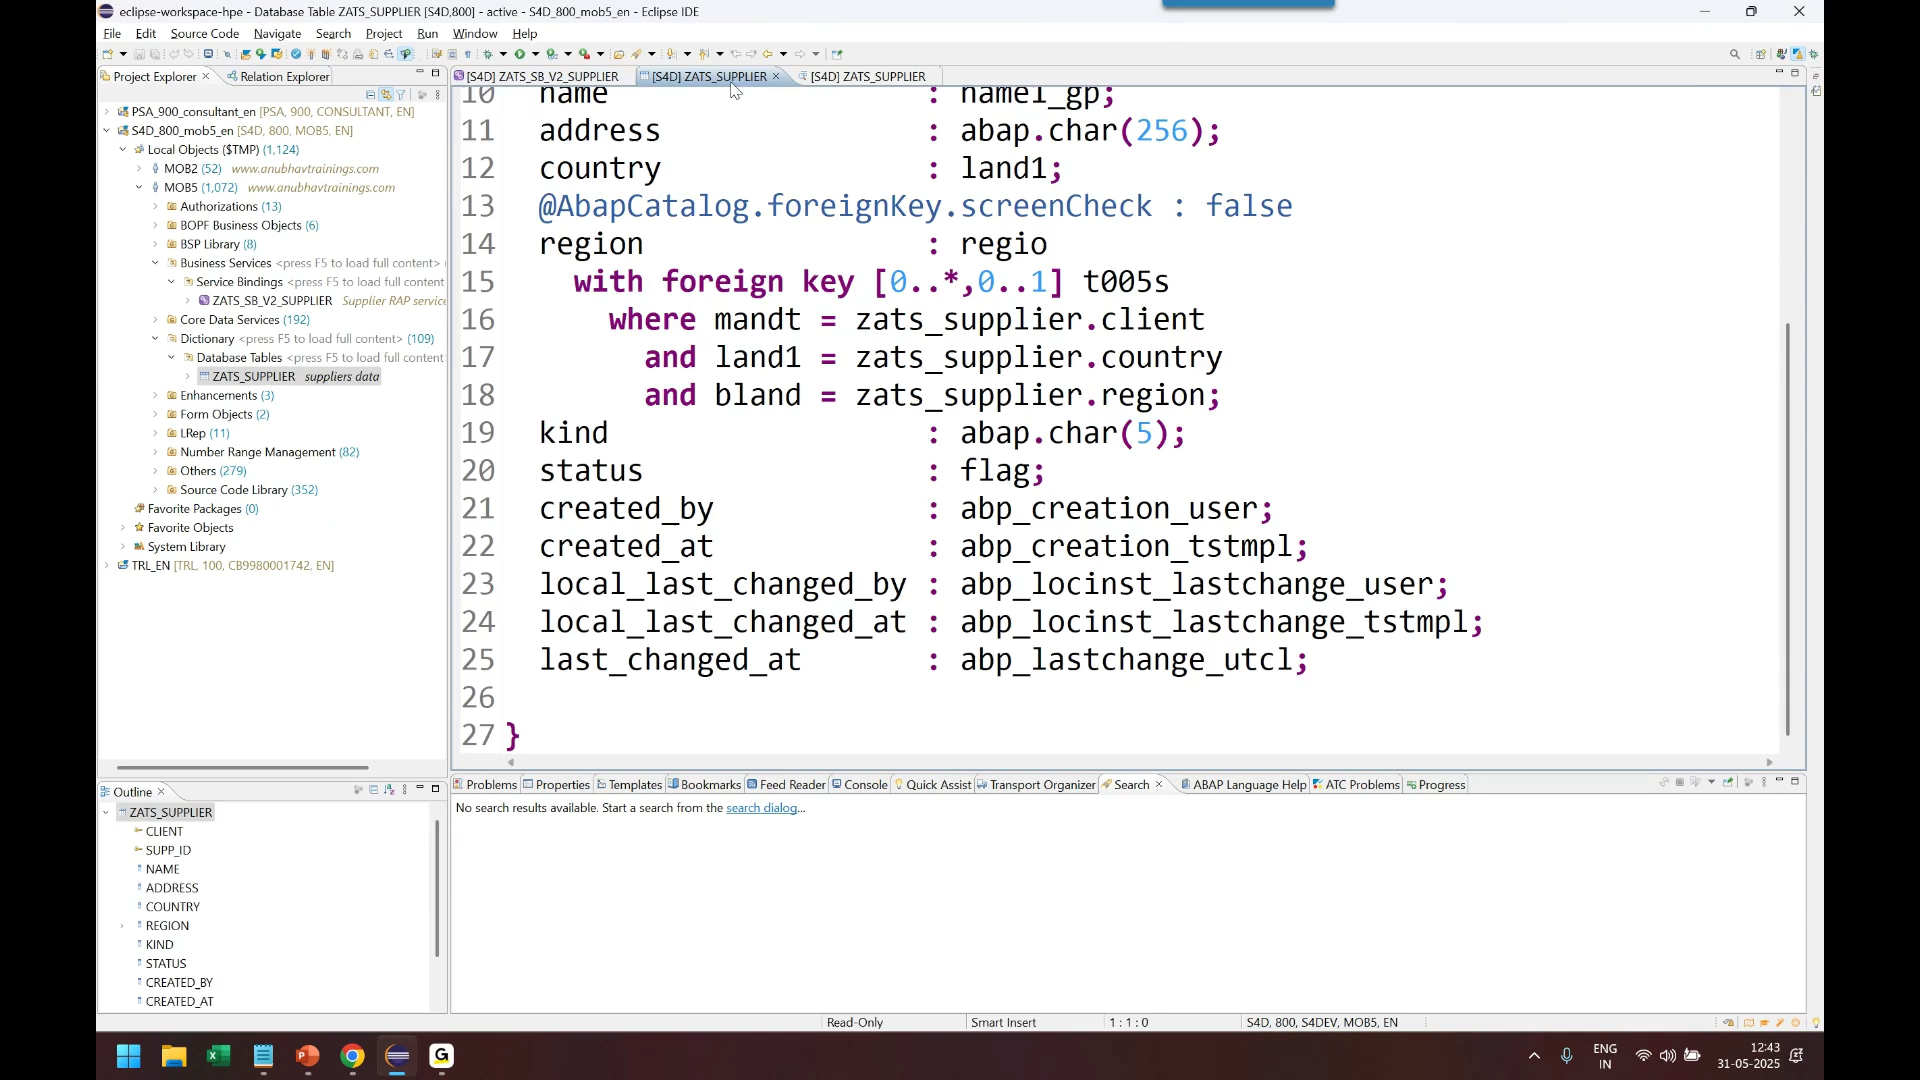 eclipse-workspace-hpe - Database Table ZATS_SUPPLIER [S4D,800] - active - S4D_800_mob5_en - Eclipse IDE
File Edit Source Code Navigate Search Project Run Window Help
Project Explorer Relation Explorer
[S4D] ZATS_SB_V2_SUPPLIER [S4D] ZATS_SUPPLIER [S4D] ZATS_SUPPLIER
PSA_900_consultant_en [PSA, 900, CONSULTANT, EN]
S4D_800_mob5_en [S4D, 800, MOB5, EN]
Local Objects ($TMP) (1,124)
MOB2 (52) www.anubhavtrainings.com
MOB5 (1,072) www.anubhavtrainings.com
Authorizations (13)
BOPF Business Objects (6)
BSP Library (8)
Business Services <press F5 to load full content>
Service Bindings <press F5 to load full content
ZATS_SB_V2_SUPPLIER Supplier RAP service
Core Data Services (192)
Dictionary <press F5 to load full content> (109)
Database Tables <press F5 to load full content
ZATS_SUPPLIER suppliers data
Enhancements (3)
Form Objects (2)
LRep (11)
Number Range Management (82)
Others (279)
Source Code Library (352)
Favorite Packages (0)
Favorite Objects
System Library
TRL_EN [TRL, 100, CB9980001742, EN]
10 name : name1_gp;
11 address : abap.char(256);
12 country : land1;
13 @AbapCatalog.foreignKey.screenCheck : false
14 region : regio
15 with foreign key [0..*,0..1] t005s
16 where mandt = zats_supplier.client
17 and land1 = zats_supplier.country
18 and bland = zats_supplier.region;
19 kind : abap.char(5);
20 status : flag;
21 created_by : abp_creation_user;
22 created_at : abp_creation_tstmpl;
23 local_last_changed_by : abp_locinst_lastchange_user;
24 local_last_changed_at : abp_locinst_lastchange_tstmpl;
25 last_changed_at : abp_lastchange_utcl;
26
27 }
Outline
ZATS_SUPPLIER
CLIENT
SUPP_ID
NAME
ADDRESS
COUNTRY
REGION
KIND
STATUS
CREATED_BY
CREATED_AT
Problems Properties Templates Bookmarks Feed Reader Console Quick Assist Transport Organizer Search ABAP Language Help ATC Problems Progress
No search results available. Start a search from the search dialog...
Read-Only Smart Insert 1 : 1 : 0 S4D, 800, S4DEV, MOB5, EN
ENG
IN
12:43
31-05-2025